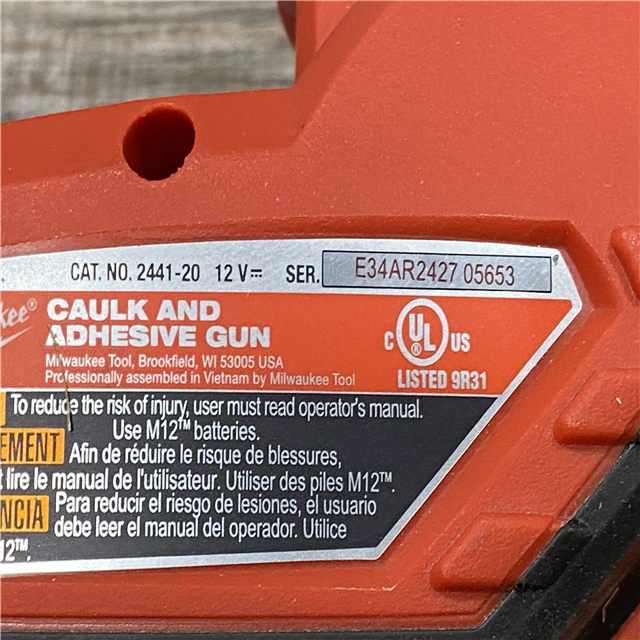 CAT. NO. 2441-20 12 V⎓ SER. E34AR2427 05653
CAULK AND
ADHESIVE GUN
Milwaukee Tool, Brookfield, WI 53005 USA
Professionally assembled in Vietnam by Milwaukee Tool
C UL® US
LISTED 9R31
To reduce the risk of injury, user must read operator's manual.
Use M12™ batteries.
Afin de réduire le risque de blessures,
lire le manual de l'utilisateur. Utiliser des piles M12™.
Para reducir el riesgo de lesiones, el usuario
debe leer el manual del operador. Utilice
12™.